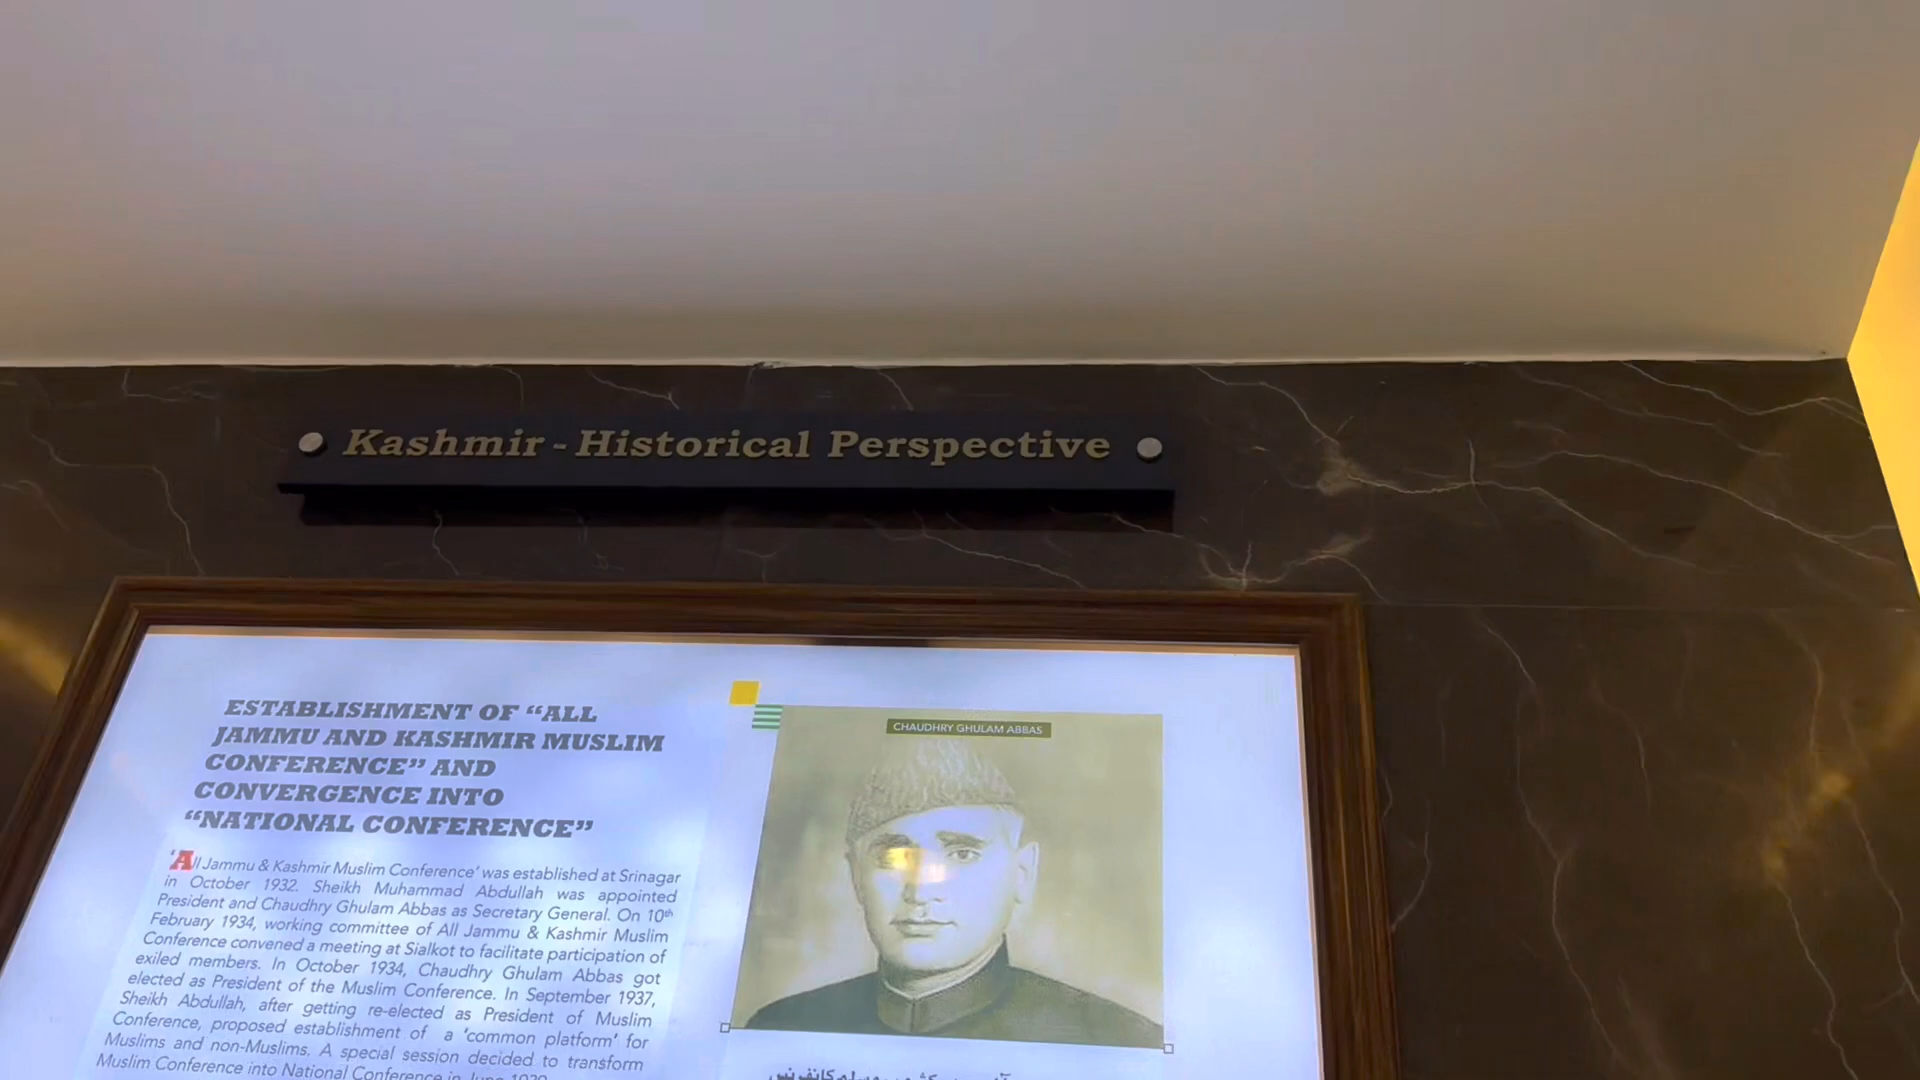 Kashmir - Historical Perspective
ESTABLISHMENT OF “ALL
JAMMU AND KASHMIR MUSLIM
CONFERENCE” AND
CONVERGENCE INTO
“NATIONAL CONFERENCE”
‘All Jammu & Kashmir Muslim Conference’ was established at Srinagar
in October 1932. Sheikh Muhammad Abdullah was appointed
President and Chaudhry Ghulam Abbas as Secretary General. On 10th
February 1934, working committee of All Jammu & Kashmir Muslim
Conference convened a meeting at Sialkot to facilitate participation of
exiled members. In October 1934, Chaudhry Ghulam Abbas got
elected as President of the Muslim Conference. In September 1937,
Sheikh Abdullah, after getting re-elected as President of Muslim
Conference, proposed establishment of a ‘common platform’ for
Muslims and non-Muslims. A special session decided to transform
Muslim Conference into National Conference in June
CHAUDHRY GHULAM ABBAS
مسلم کانفرنس